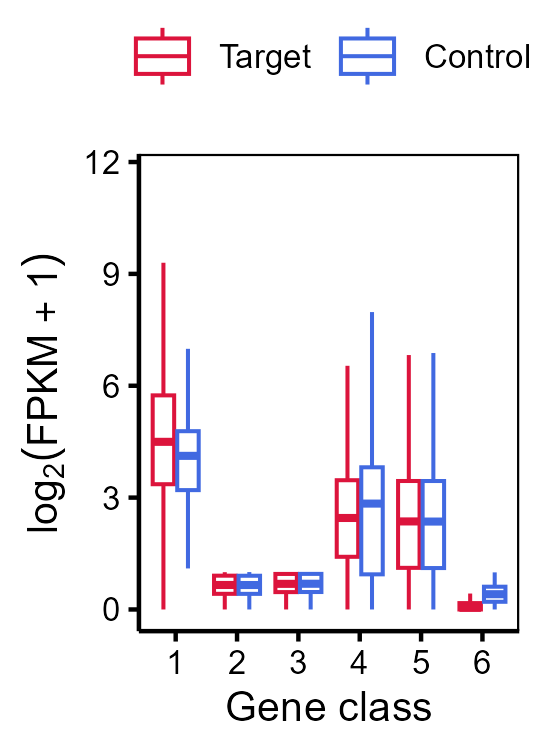 Target Control
12
9
6
3
0
log₂(FPKM + 1)
1 2 3 4 5 6
Gene class